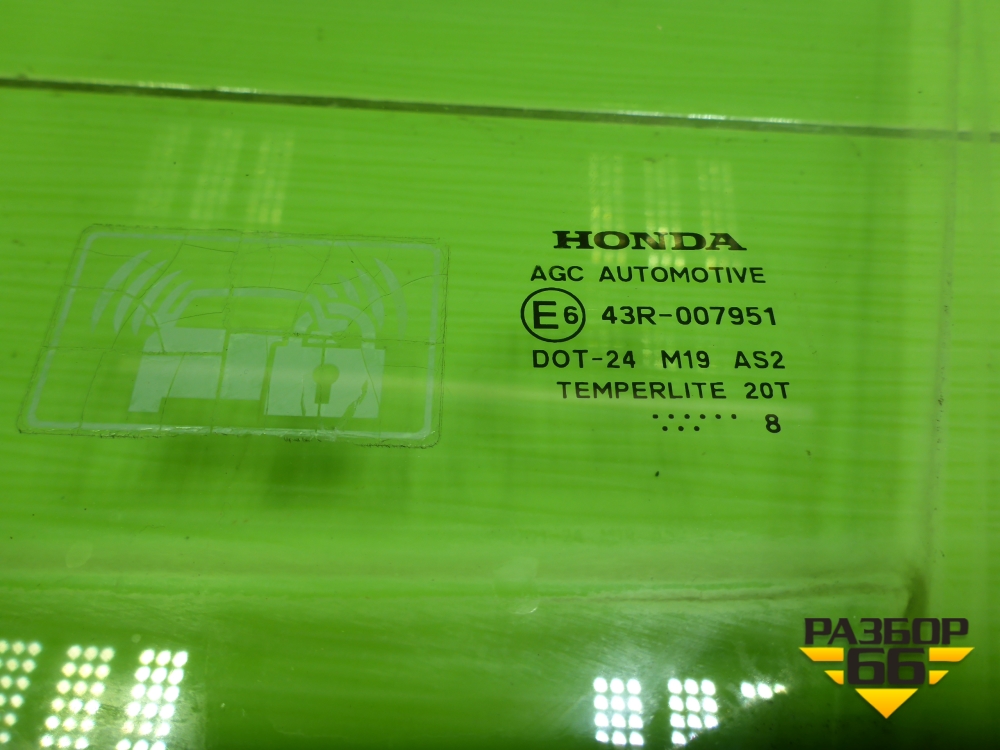 HONDA
AGC AUTOMOTIVE
E6 43R-007951
DOT-24 M19 AS2
TEMPERLITE 20T
8
РАЗБОР
66